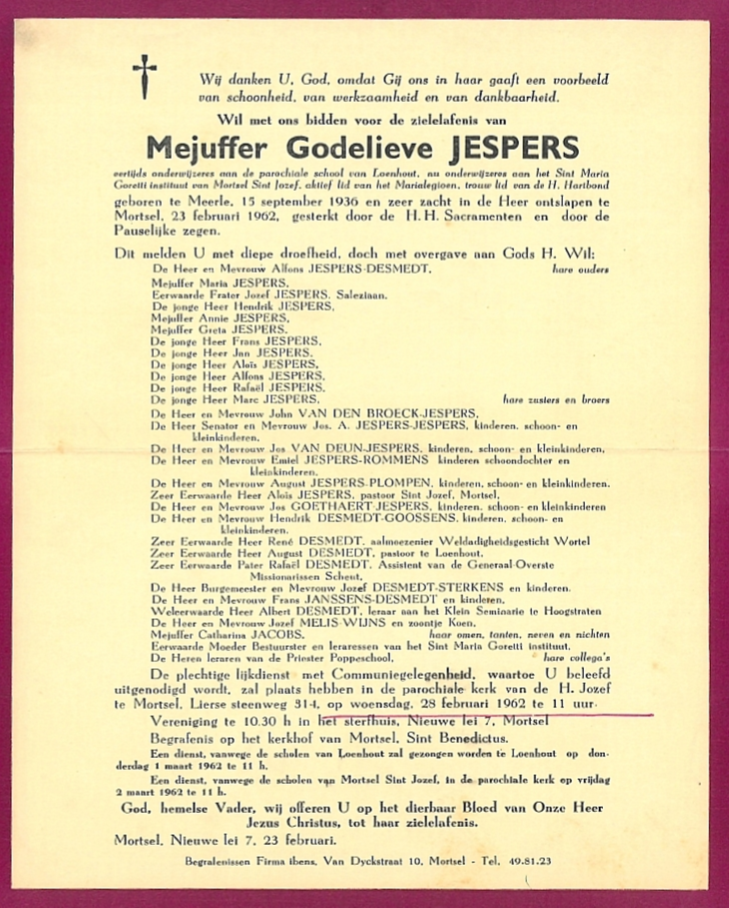 Wij danken U, God, omdat Gij ons in haar gaaft een voorbeeld
van schoonheid, van werkzaamheid en van dankbaarheid.
Wil met ons bidden voor de zielelafenis van
Mejuffer Godelieve JESPERS
eertijds onderwijzeres aan de parochiale school van Loenhout, nu onderwijzeres aan het Sint Maria
Goretti instituut van Mortsel Sint Jozef, aktief lid van het Marialegioen, trouw lid van de H. Hartbond
geboren te Meerle, 15 september 1936 en zeer zacht in de Heer ontslapen te
Mortsel, 23 februari 1962, gesterkt door de H. H. Sacramenten en door de
Pauselijke zegen.
Dit melden U met diepe droefheid, doch met overgave aan Gods H. Wil:
De Heer en Mevrouw Alfons JESPERS-DESMEDT, hare ouders
Mejuffer Maria JESPERS,
Eerwaarde Frater Jozef JESPERS, Salesiaan,
De jonge Heer Hendrik JESPERS,
Mejuffer Annie JESPERS,
Mejuffer Greta JESPERS,
De jonge Heer Frans JESPERS,
De jonge Heer Jan JESPERS,
De jonge Heer Aloïs JESPERS,
De jonge Heer Alfons JESPERS,
De jonge Heer Rafaël JESPERS,
De jonge Heer Marc JESPERS, hare zusters en broers
De Heer en Mevrouw John VAN DEN BROECK-JESPERS,
De Heer Senator en Mevrouw Jos. A. JESPERS-JESPERS, kinderen, schoon- en
kleinkinderen,
De Heer en Mevrouw Jos VAN DEUN-JESPERS, kinderen, schoon- en kleinkinderen,
De Heer en Mevrouw Emiel JESPERS-ROMMENS kinderen schoondochter en
kleinkinderen,
De Heer en Mevrouw August JESPERS-PLOMPEN, kinderen, schoon- en kleinkinderen.
Zeer Eerwaarde Heer Aloïs JESPERS, pastoor Sint Jozef, Mortsel,
De Heer en Mevrouw Jos GOETHAERT-JESPERS, kinderen, schoon- en kleinkinderen
De Heer en Mevrouw Hendrik DESMEDT-GOOSSENS, kinderen, schoon- en
kleinkinderen,
Zeer Eerwaarde Heer René DESMEDT, aalmoezenier Weldadigheidsgesticht Wortel
Zeer Eerwaarde Heer August DESMEDT, pastoor te Loenhout.
Zeer Eerwaarde Pater Rafaël DESMEDT, Assistent van de Generaal-Overste
Missionarissen Scheut,
De Heer Burgemeester en Mevrouw Jozef DESMEDT-STERKENS en kinderen.
De Heer en Mevrouw Frans JANSSENS-DESMEDT en kinderen,
Weleerwaarde Heer Albert DESMEDT, leraar aan het Klein Seminarie te Hoogstraten
De Heer en Mevrouw Jozef MELIS-WIJNS en zoontje Koen,
Mejuffer Catharina JACOBS, haar omen, tanten, neven en nichten
Eerwaarde Moeder Bestuurster en leraressen van het Sint Maria Goretti instituut,
De Heren leraren van de Priester Poppeschool, hare collega's
De plechtige lijkdienst met Communiegelegenheid, waartoe U beleefd
uitgenodigd wordt, zal plaats hebben in de parochiale kerk van de H. Jozef
te Mortsel, Lierse steenweg 314, op woensdag, 28 februari 1962 te 11 uur.
Vereniging te 10.30 h in het sterfhuis, Nieuwe lei 7, Mortsel
Begrafenis op het kerkhof van Mortsel, Sint Benedictus.
Een dienst, vanwege de scholen van Loenhout zal gezongen worden te Loenhout op don-
derdag 1 maart 1962 te 11 h.
Een dienst, vanwege de scholen van Mortsel Sint Jozef, in de parochiale kerk op vrijdag
2 maart 1962 te 11 h.
God, hemelse Vader, wij offeren U op het dierbaar Bloed van Onze Heer
Jezus Christus, tot haar zielelafenis.
Mortsel, Nieuwe lei 7, 23 februari.
Begrafenissen Firma ibens, Van Dyckstraat 10, Mortsel - Tel. 49.81.23